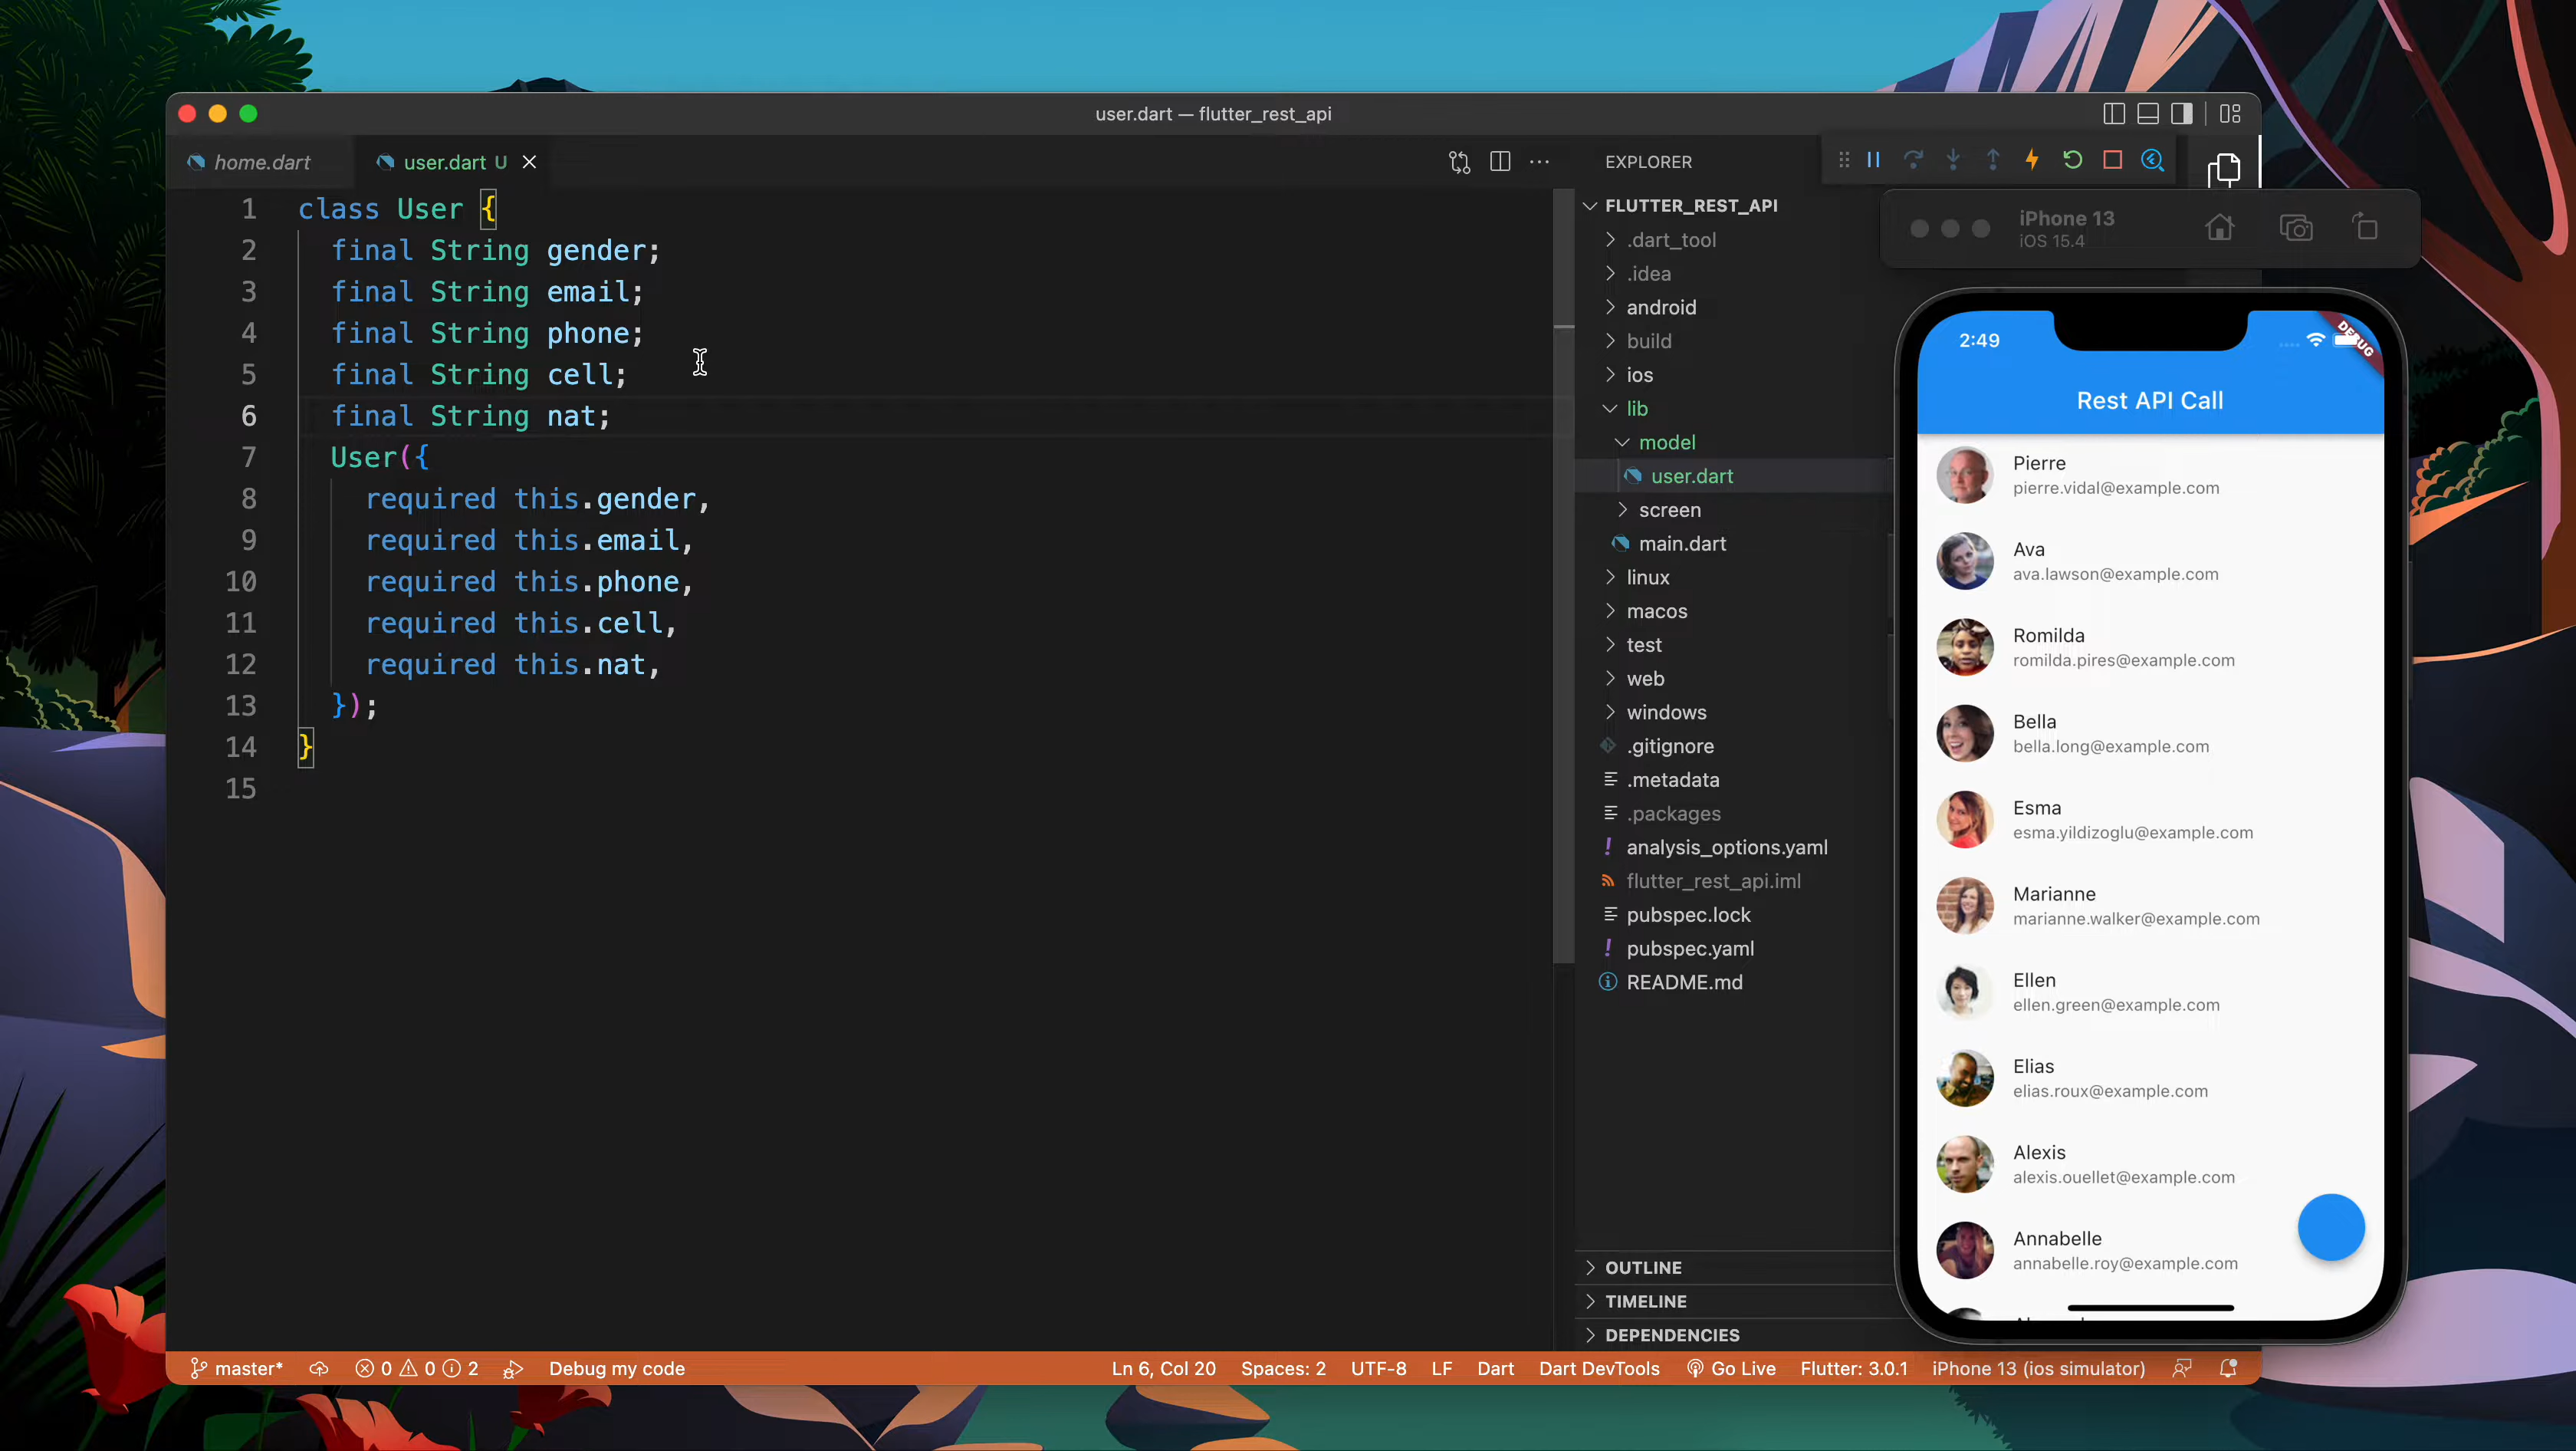 user.dart — flutter_rest_api
home.dart
user.dart U
1 class User {
2 final String gender;
3 final String email;
4 final String phone;
5 final String cell;
6 final String nat;
7 User({
8 required this.gender,
9 required this.email,
10 required this.phone,
11 required this.cell,
12 required this.nat,
13 });
14 }
15
EXPLORER
FLUTTER_REST_API
.dart_tool
.idea
android
build
ios
lib
model
user.dart
screen
main.dart
linux
macos
test
web
windows
.gitignore
.metadata
.packages
analysis_options.yaml
flutter_rest_api.iml
pubspec.lock
pubspec.yaml
README.md
OUTLINE
TIMELINE
DEPENDENCIES
iPhone 13
iOS 15.4
2:49
DEBUG
Rest API Call
Pierre
pierre.vidal@example.com
Ava
ava.lawson@example.com
Romilda
romilda.pires@example.com
Bella
bella.long@example.com
Esma
esma.yildizoglu@example.com
Marianne
marianne.walker@example.com
Ellen
ellen.green@example.com
Elias
elias.roux@example.com
Alexis
alexis.ouellet@example.com
Annabelle
annabelle.roy@example.com
master* 0 0 2 Debug my code Ln 6, Col 20 Spaces: 2 UTF-8 LF Dart Dart DevTools Go Live Flutter: 3.0.1 iPhone 13 (ios simulator)